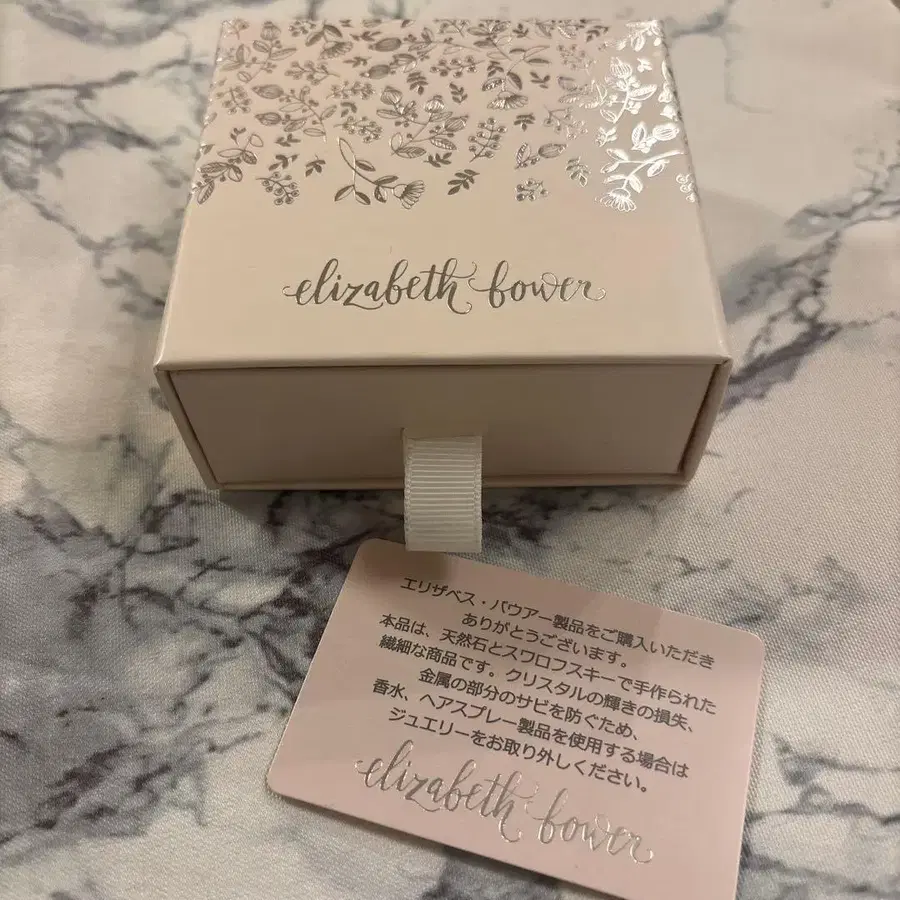 elizabeth bower
エリザベス・バウアー製品をご購入いただき
ありがとうございます。
本品は、天然石とスワロフスキーで手作られた
繊細な商品です。クリスタルの輝きの損失、
金属の部分のサビを防ぐため、
香水、ヘアスプレー製品を使用する場合は
ジュエリーをお取り外しください。
elizabeth bower